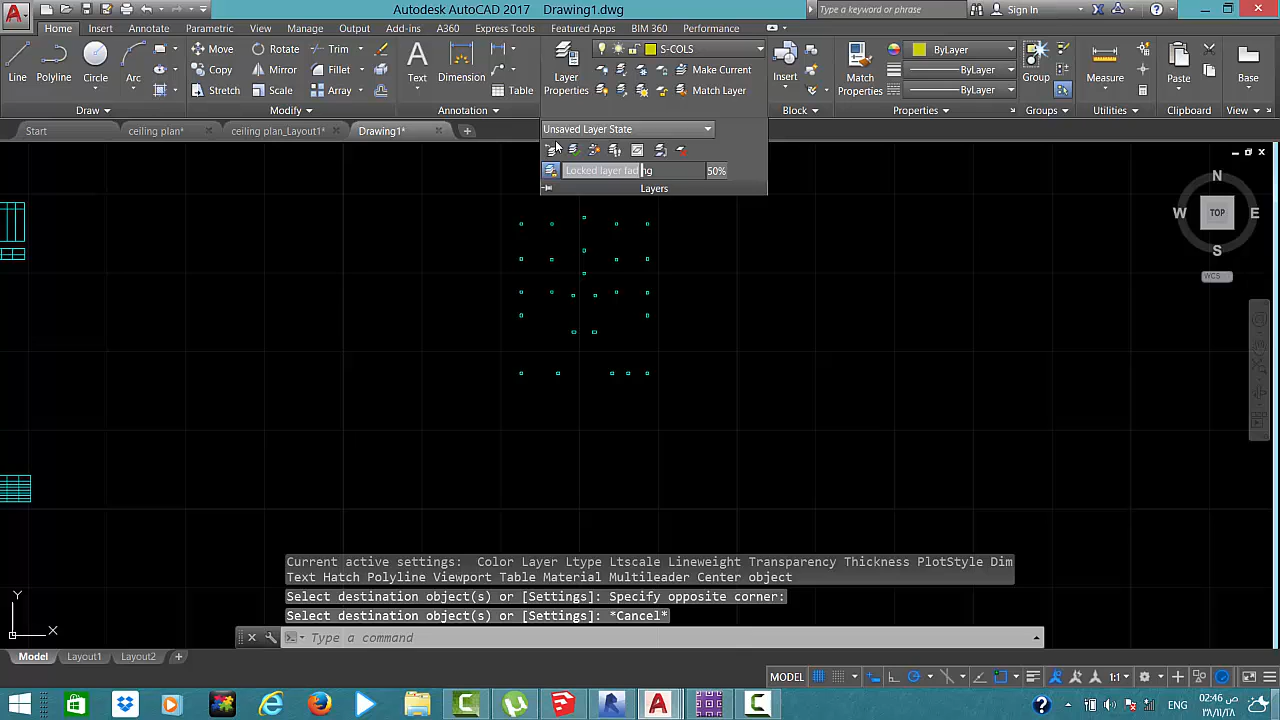 Autodesk AutoCAD 2017 Drawing1.dwg
Type a keyword or phrase
Sign In
Home Insert Annotate Parametric View Manage Output Add-ins A360 Express Tools Featured Apps BIM 360 Performance
Line Polyline Circle Arc
Move Rotate Trim
Copy Mirror Fillet
Stretch Scale Array
Text Dimension Table
Layer Properties
S-COLS
Make Current
Match Layer
Insert
Match Properties
ByLayer
ByLayer
ByLayer
Group
Measure
Paste
Base
Draw Modify Annotation Block Properties Groups Utilities Clipboard View
Unsaved Layer State
Locked layer fading 50%
Layers
Start ceiling plan* ceiling plan_Layout1* Drawing1*
N
W TOP E
S
WCS
Current active settings: Color Layer Ltype Ltscale Lineweight Transparency Thickness PlotStyle Dim
Text Hatch Polyline Viewport Table Material Multileader Center object
Select destination object(s) or [Settings]: Specify opposite corner:
Select destination object(s) or [Settings]: *Cancel*
Type a command
Y
X
Model Layout1 Layout2
MODEL 1:1
ENG
02:46 ص